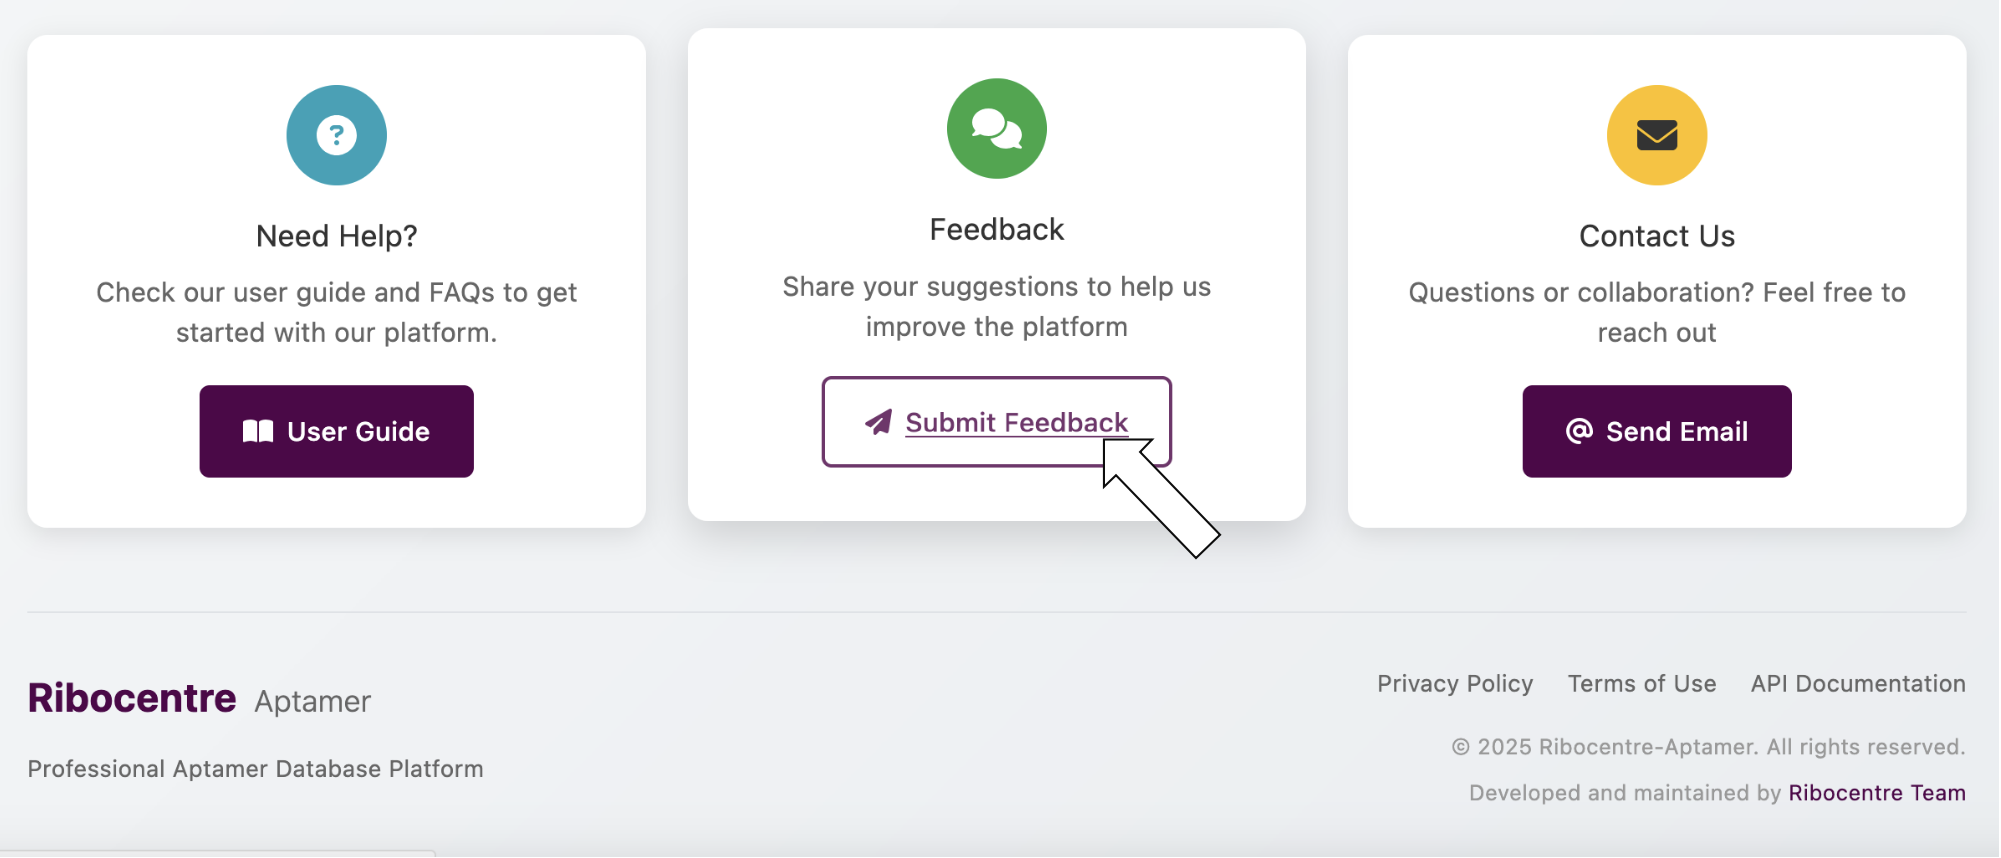 Need Help?
Check our user guide and FAQs to get
started with our platform.
User Guide
Feedback
Share your suggestions to help us
improve the platform
Submit Feedback
Contact Us
Questions or collaboration? Feel free to
reach out
Send Email
Ribocentre Aptamer
Professional Aptamer Database Platform
Privacy Policy Terms of Use API Documentation
© 2025 Ribocentre-Aptamer. All rights reserved.
Developed and maintained by Ribocentre Team